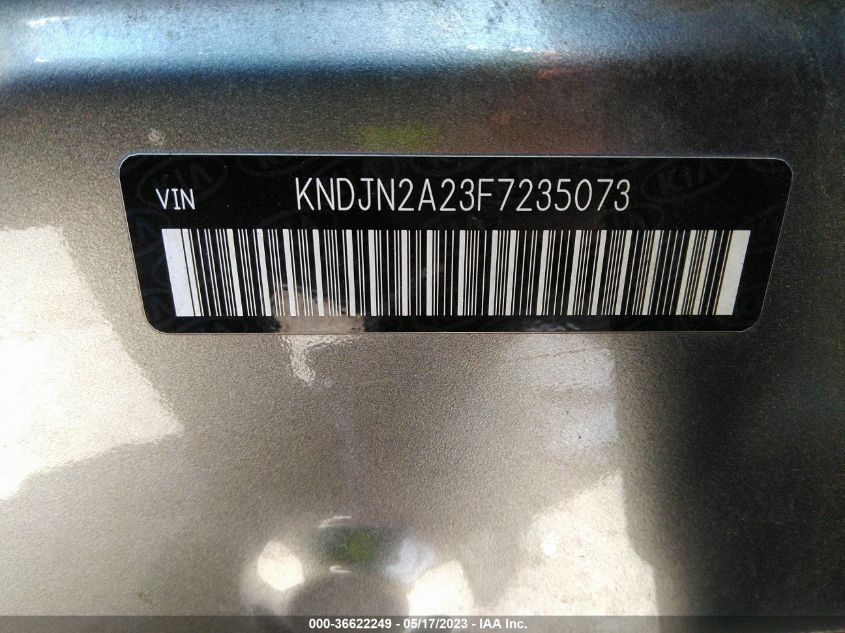 VIN KNDJN2A23F7235073
000-36622249 - 05/17/2023 - IAA Inc.